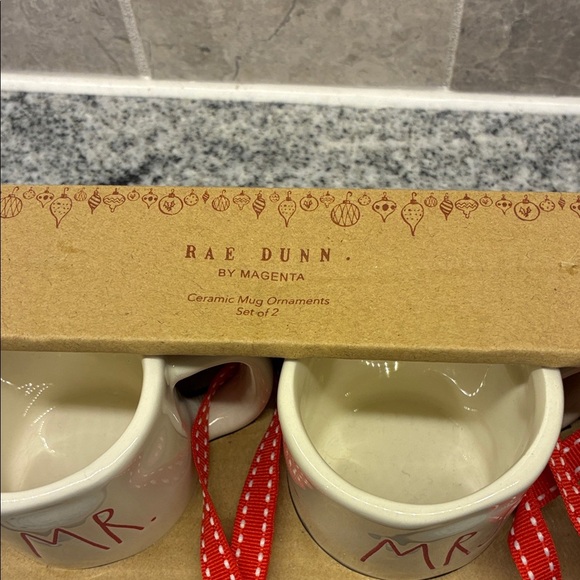 RAE DUNN.
BY MAGENTA
Ceramic Mug Ornaments
Set of 2
MR.
MR.